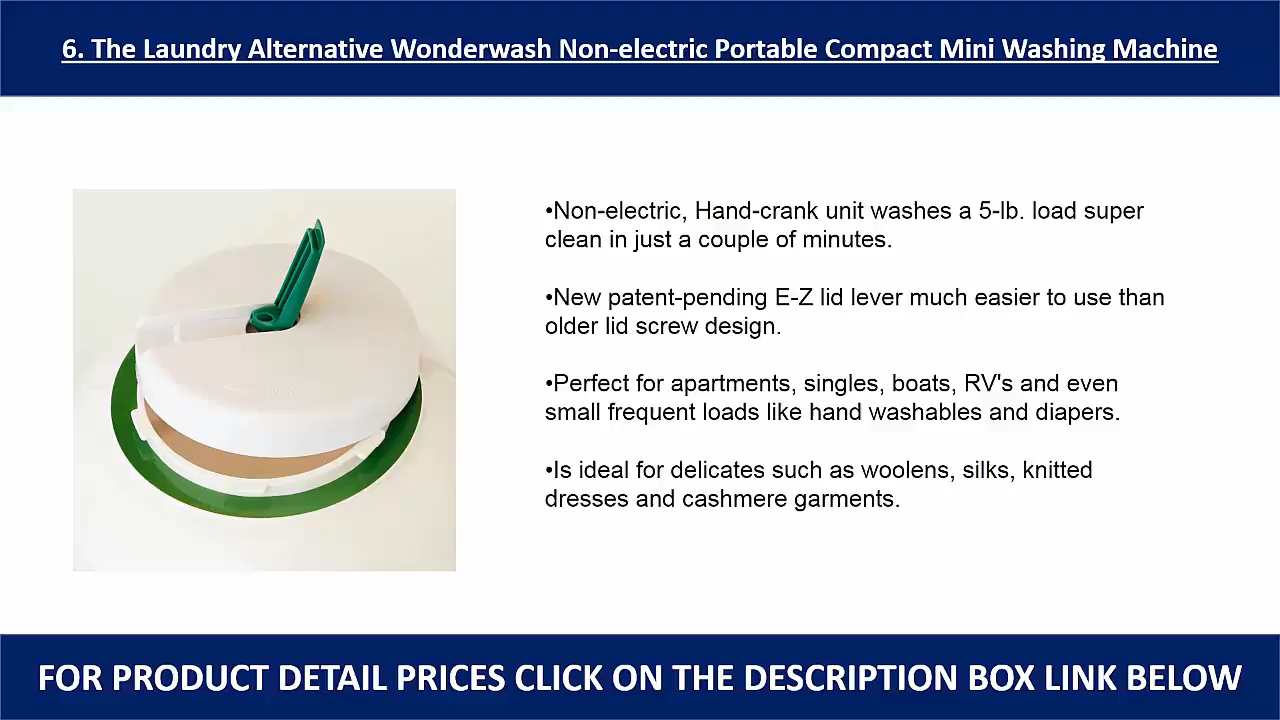 6. The Laundry Alternative Wonderwash Non-electric Portable Compact Mini Washing Machine
•Non-electric, Hand-crank unit washes a 5-lb. load super
clean in just a couple of minutes.
•New patent-pending E-Z lid lever much easier to use than
older lid screw design.
•Perfect for apartments, singles, boats, RV's and even
small frequent loads like hand washables and diapers.
•Is ideal for delicates such as woolens, silks, knitted
dresses and cashmere garments.
FOR PRODUCT DETAIL PRICES CLICK ON THE DESCRIPTION BOX LINK BELOW